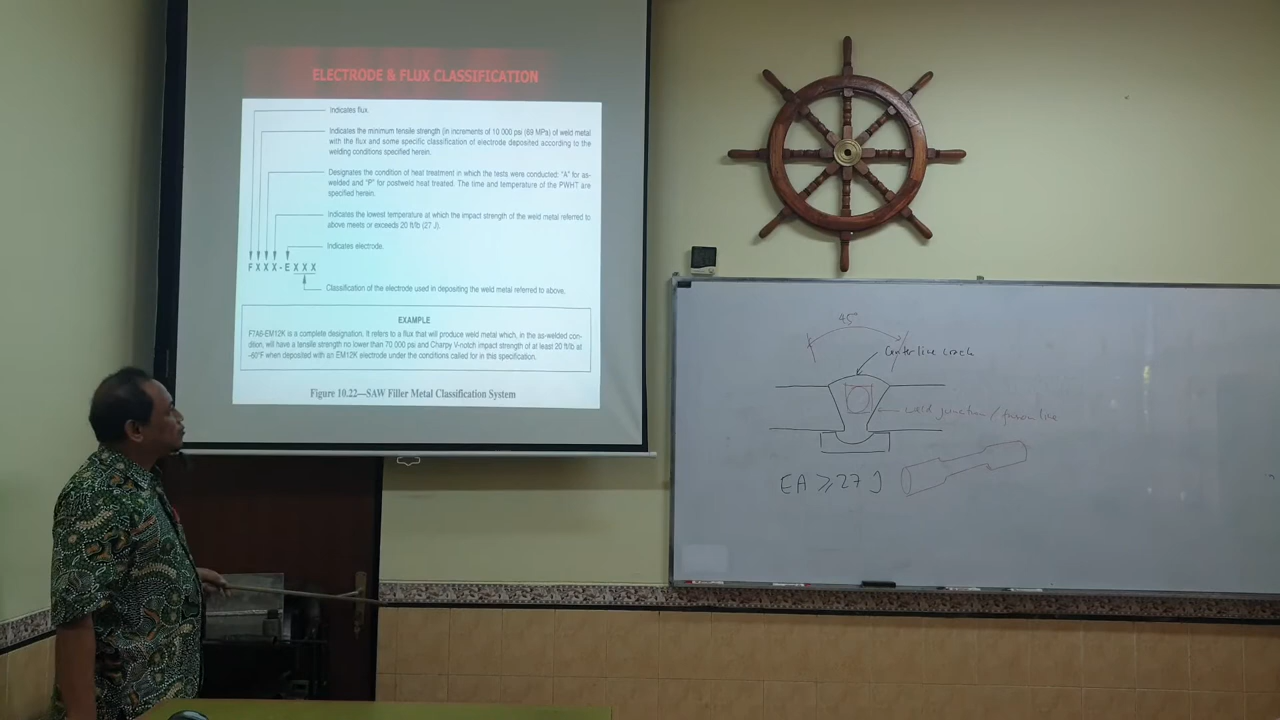 ELECTRODE & FLUX CLASSIFICATION
Indicates flux.
Indicates the minimum tensile strength (in increments of 10 000 psi (69 MPa) of weld metal
with the flux and some specific classification of electrode deposited according to the
welding conditions specified herein.
Designates the condition of heat treatment in which the tests were conducted: "A" for as-
welded and "P" for postweld heat treated. The time and temperature of the PWHT are
specified herein.
Indicates the lowest temperature at which the impact strength of the weld metal referred to
above meets or exceeds 20 ft/lb (27 J).
Indicates electrode.
FXXX-EXXX
Classification of the electrode used in depositing the weld metal referred to above.
EXAMPLE
F7A6-EM12K is a complete designation. It refers to a flux that will produce weld metal which, in the as-welded con-
dition, will have a tensile strength no lower than 70 000 psi and Charpy V-notch impact strength of at least 20 ft/lb at
-60°F when deposited with an EM12K electrode under the conditions called for in this specification.
Figure 10.22—SAW Filler Metal Classification System
45°
Centerline crack
weld junction / fusion line
EA ≥ 27 J